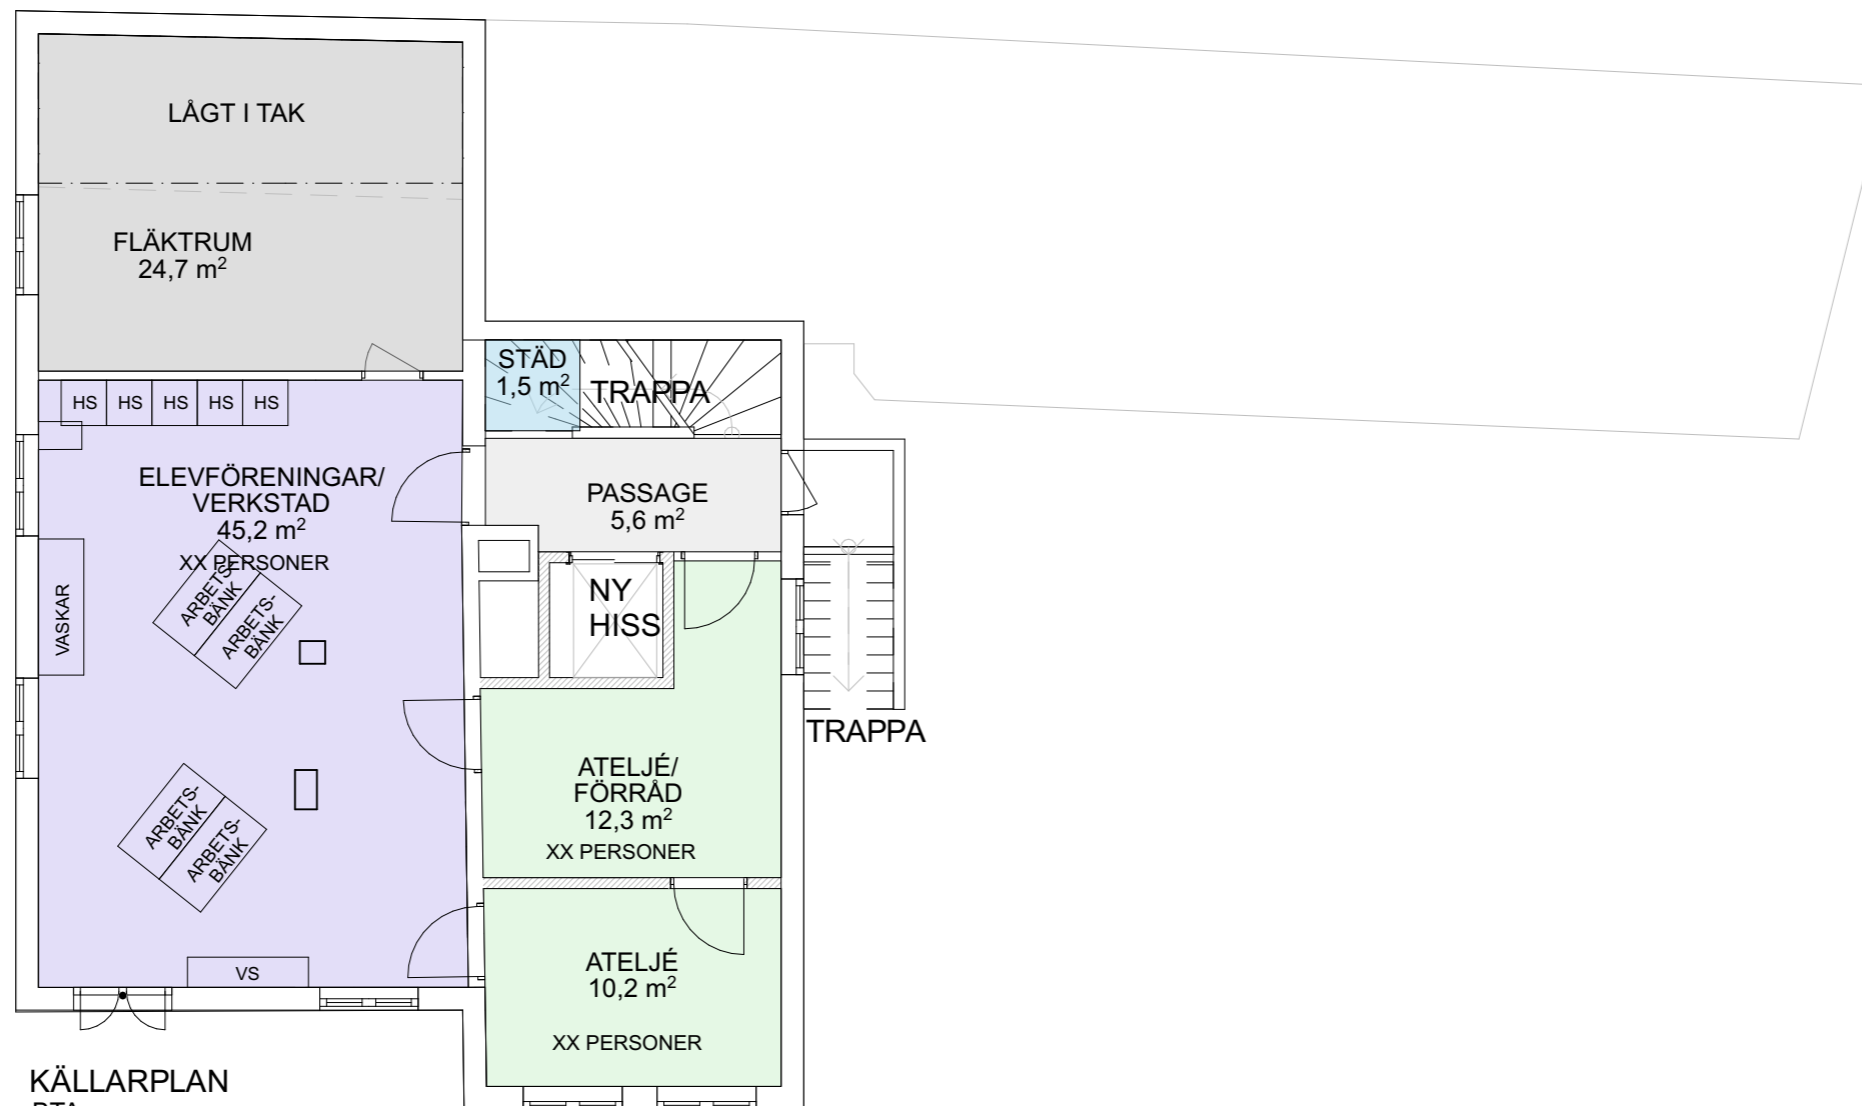 LÅGT I TAK
FLÄKTRUM
24,7 m²
STÄD
1,5 m²
TRAPPA
HS HS HS HS HS
ELEVFÖRENINGAR/
VERKSTAD
45,2 m²
XX PERSONER
PASSAGE
5,6 m²
ARBETS-
BÄNK
ARBETS-
BÄNK
VASKAR
NY
HISS
TRAPPA
ATELJÉ/
FÖRRÅD
12,3 m²
XX PERSONER
ARBETS-
BÄNK
ARBETS-
BÄNK
VS
ATELJÉ
10,2 m²
XX PERSONER
KÄLLARPLAN